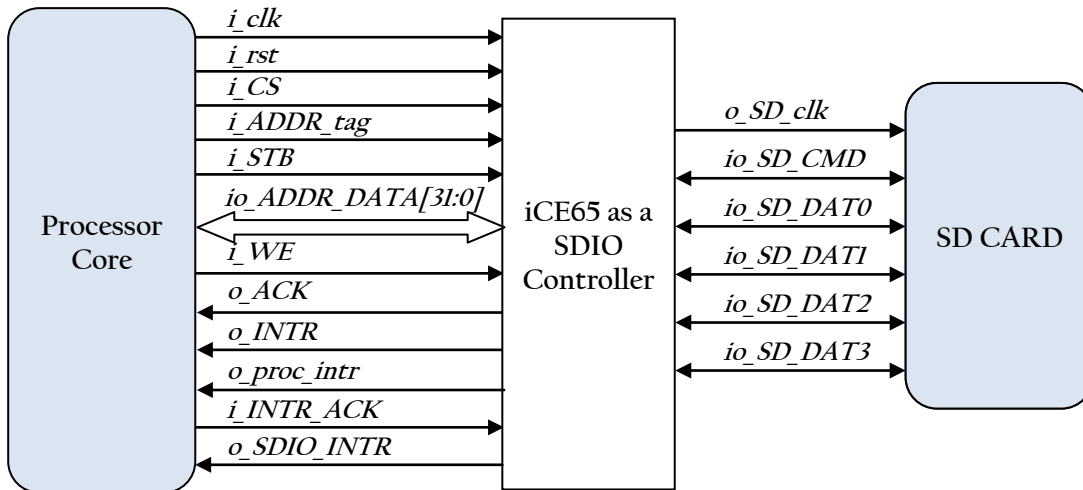 i_clk
i_rst
i_CS
i_ADDR_tag
i_STB
io_ADDR_DATA[31:0]
i_WE
o_ACK
o_INTR
o_proc_intr
i_INTR_ACK
o_SDIO_INTR
Processor
Core
iCE65 as a
SDIO
Controller
o_SD_clk
io_SD_CMD
io_SD_DAT0
io_SD_DAT1
io_SD_DAT2
io_SD_DAT3
SD CARD